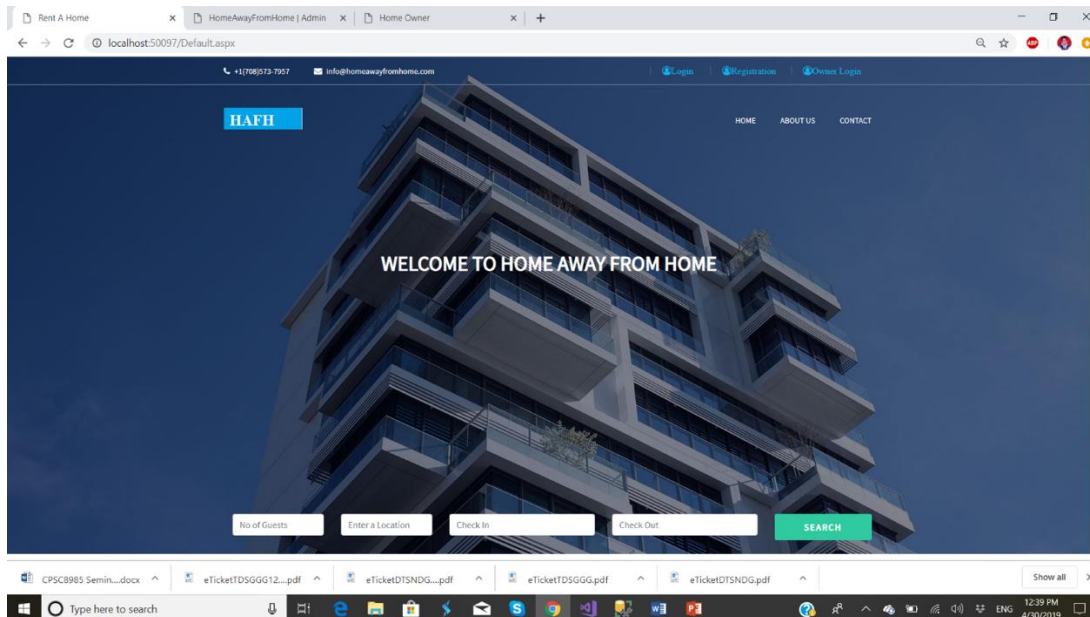 Rent A Home
HomeAwayFromHome | Admin
Home Owner
localhost:50097/Default.aspx
ABP
+1(708)573-7957
info@homeawayfromhome.com
Login
Registration
Owner Login
HAFH
HOME
ABOUT US
CONTACT
WELCOME TO HOME AWAY FROM HOME
No of Guests
Enter a Location
Check In
Check Out
SEARCH
CPSC8985 Semin....docx
eTicketTDSGGG12....pdf
eTicketDTSNDG....pdf
eTicketTDSGGG.pdf
eTicketDTSNDG.pdf
Show all
Type here to search
ENG
12:39 PM
4/30/2019